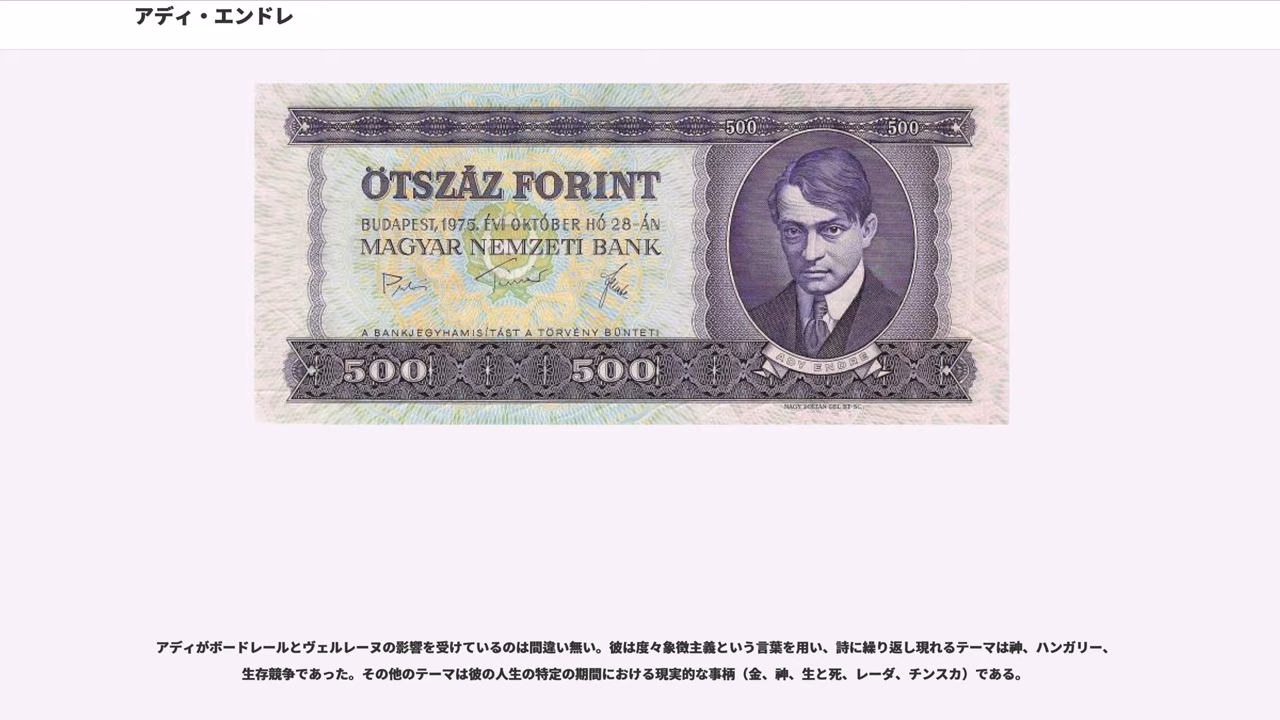 アディ・エンドレ
500 500
ÖTSZÁZ FORINT
BUDAPEST, 1975. ÉVI OKTÓBER HÓ 28-ÁN
MAGYAR NEMZETI BANK
A BANKJEGYHAMISÍTÁST A TÖRVÉNY BÜNTETI
500 500
ADY ENDRE
NAGY ZOLTÁN DEL. ET SC.
アディがボードレールとヴェルレーヌの影響を受けているのは間違い無い。彼は度々象徴主義という言葉を用い、詩に繰り返し現れるテーマは神、ハンガリー、
生存競争であった。その他のテーマは彼の人生の特定の期間における現実的な事柄（金、神、生と死、レーダ、チンスカ）である。